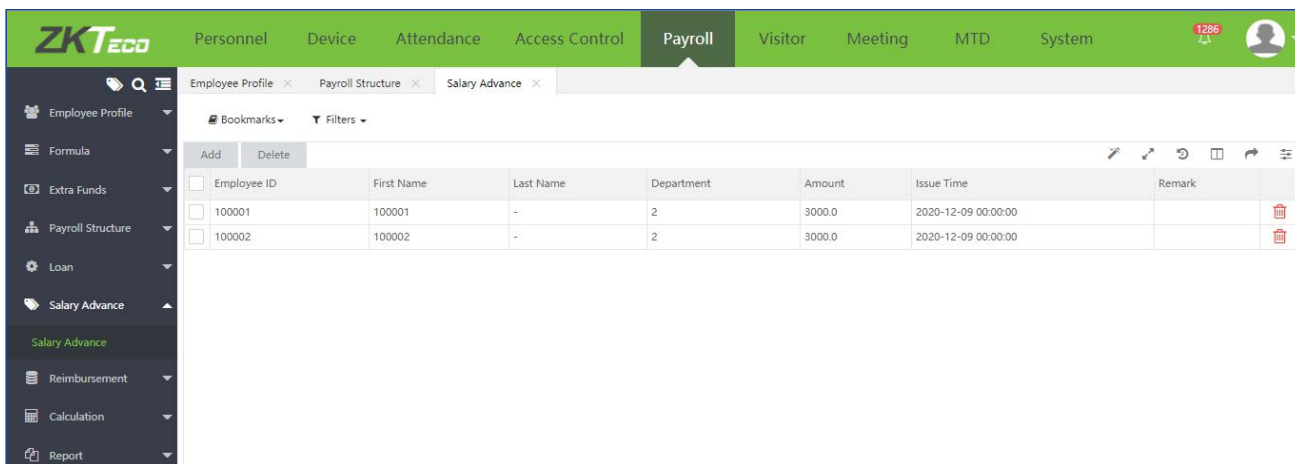 ZKTeco Personnel Device Attendance Access Control Payroll Visitor Meeting MTD System 1286
Employee Profile Payroll Structure Salary Advance
Employee Profile
Formula
Extra Funds
Payroll Structure
Loan
Salary Advance
Salary Advance
Reimbursement
Calculation
Report
Bookmarks Filters
Add Delete
Employee ID First Name Last Name Department Amount Issue Time Remark
100001 100001 - 2 3000.0 2020-12-09 00:00:00
100002 100002 - 2 3000.0 2020-12-09 00:00:00